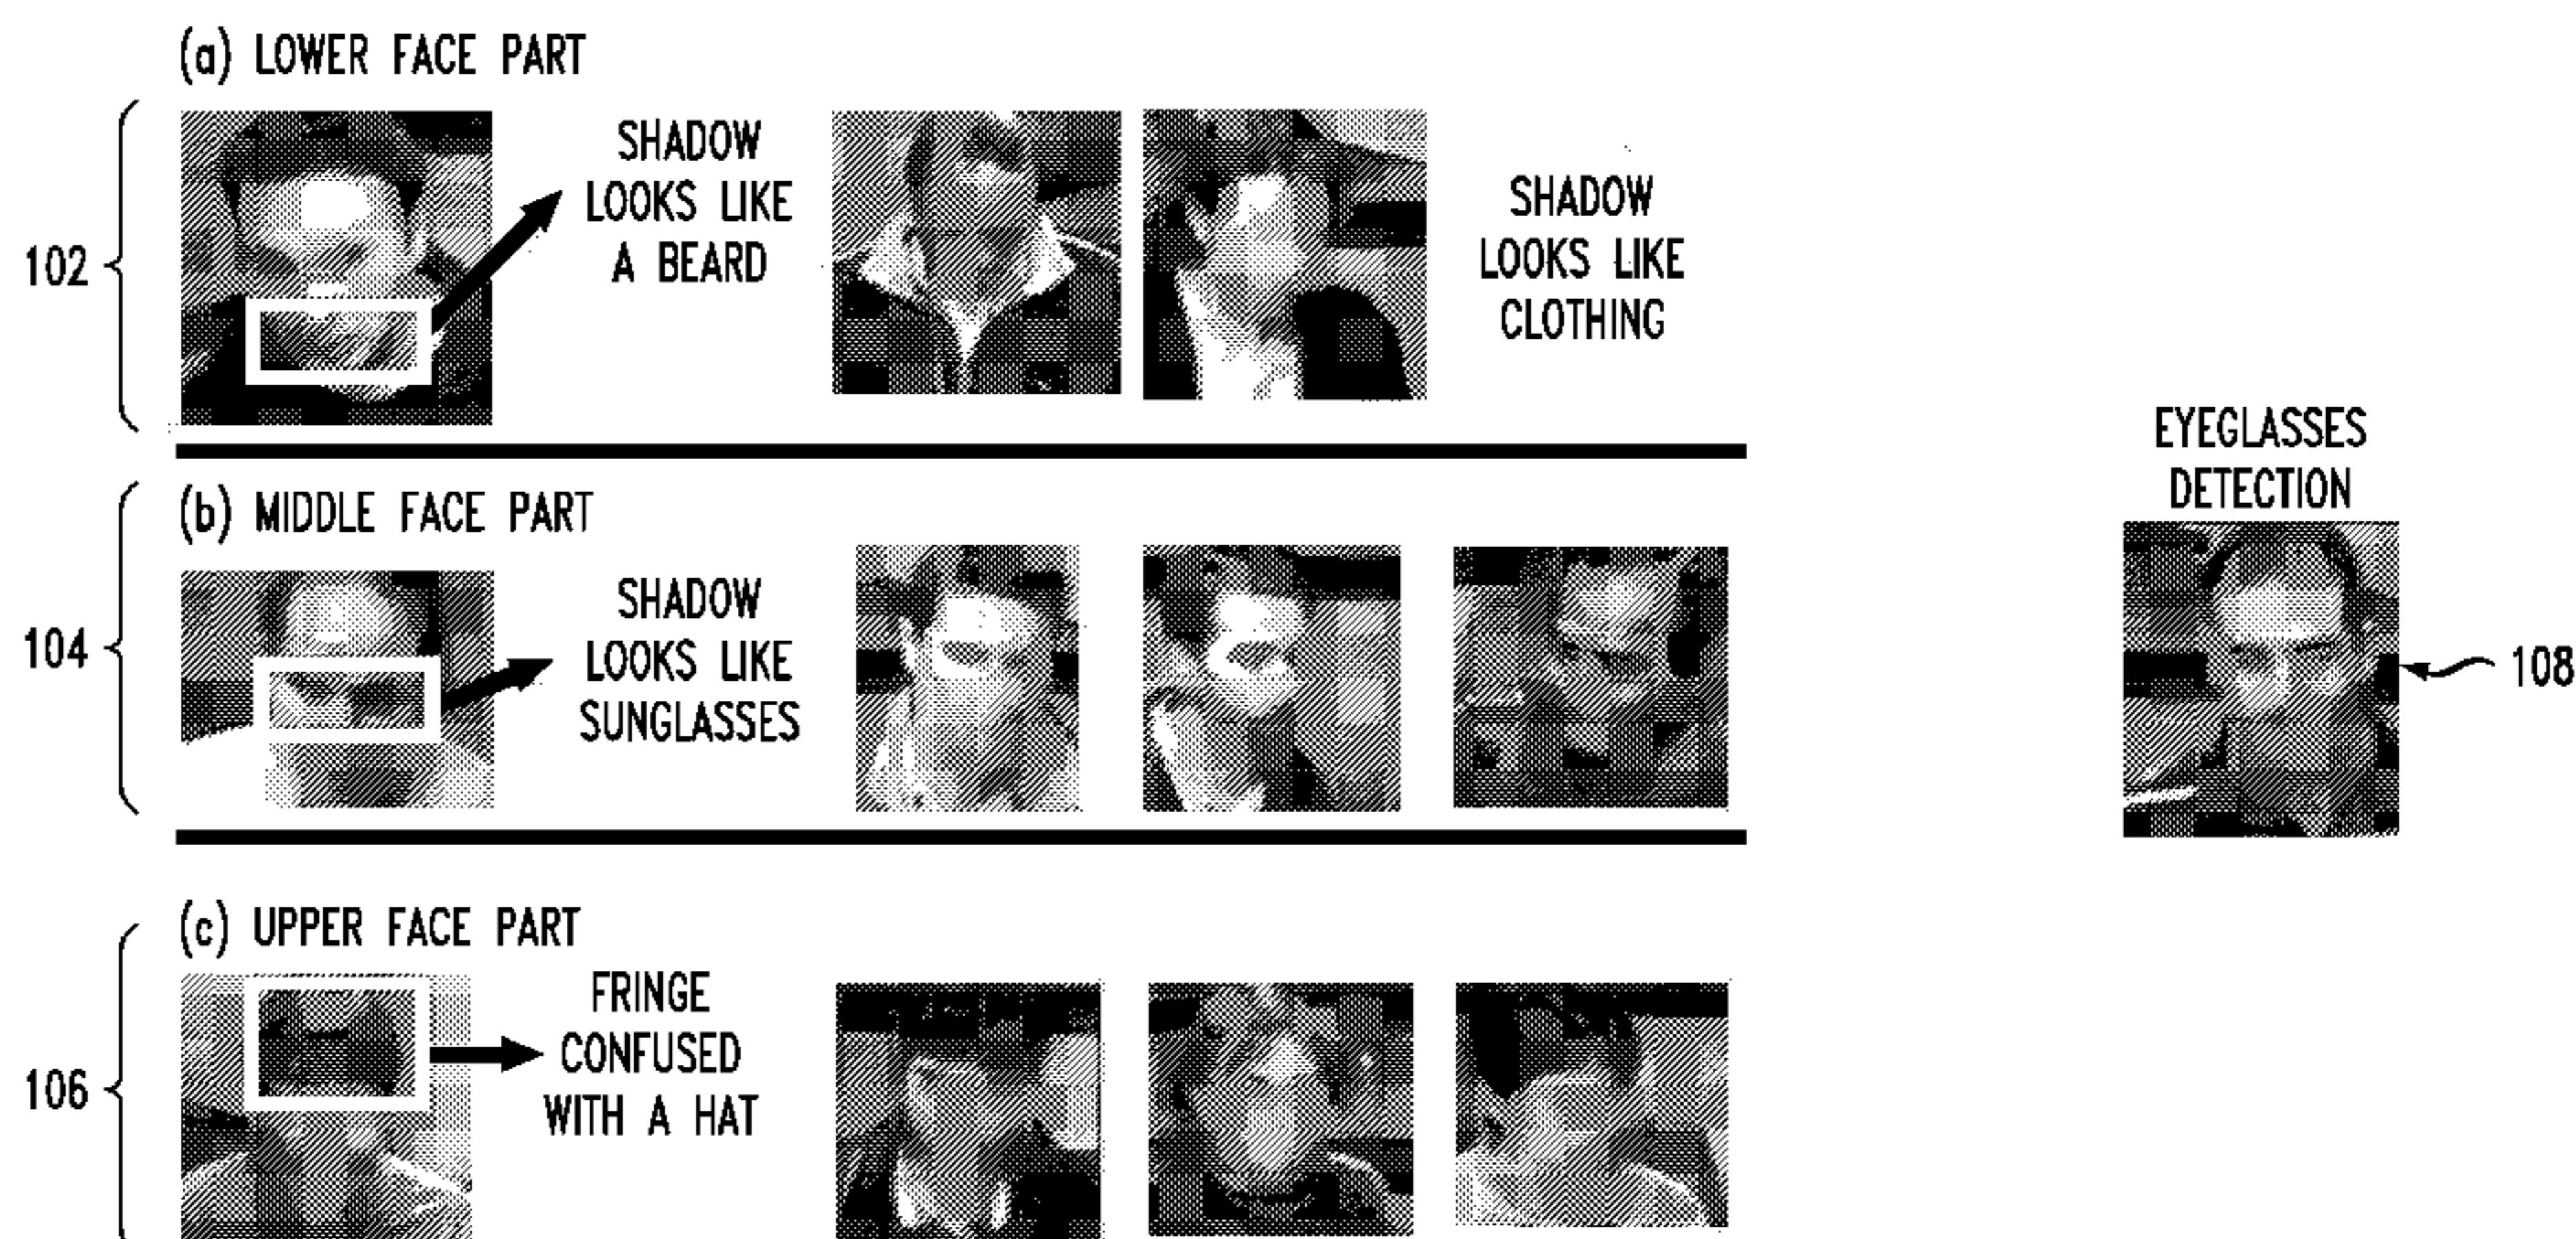 (a) LOWER FACE PART
102
SHADOW
LOOKS LIKE
A BEARD
SHADOW
LOOKS LIKE
CLOTHING
(b) MIDDLE FACE PART
104
SHADOW
LOOKS LIKE
SUNGLASSES
EYEGLASSES
DETECTION
108
(c) UPPER FACE PART
106
FRINGE
CONFUSED
WITH A HAT